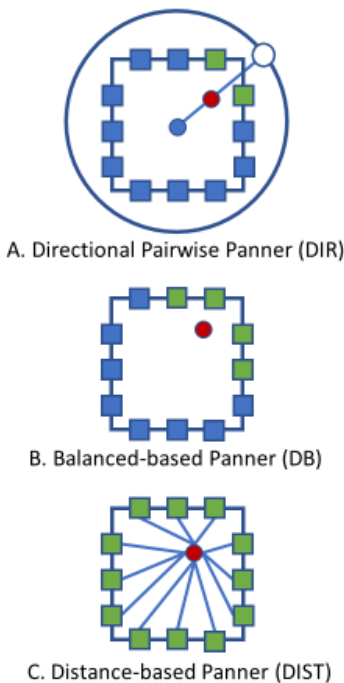 A. Directional Pairwise Panner (DIR)
B. Balanced-based Panner (DB)
C. Distance-based Panner (DIST)